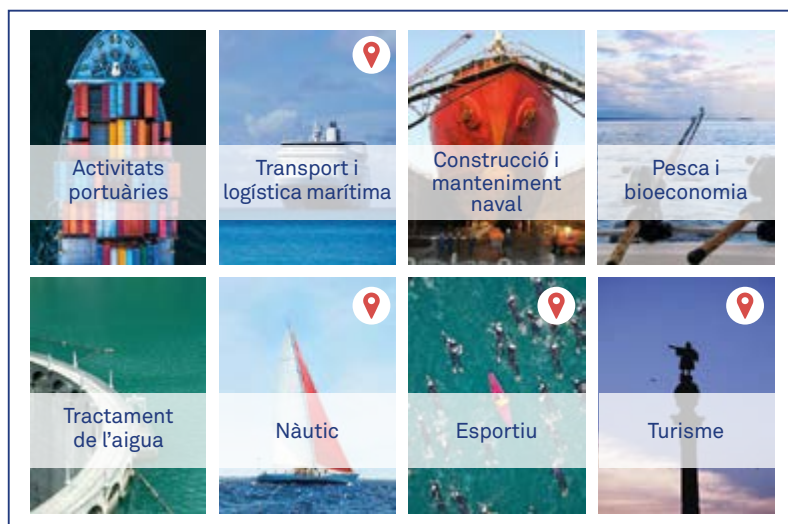 Activitats
portuàries
Transport i
logística marítima
Construcció i
manteniment
naval
Pesca i
bioeconomia
Tractament
de l’aigua
Nàutic
Esportiu
Turisme